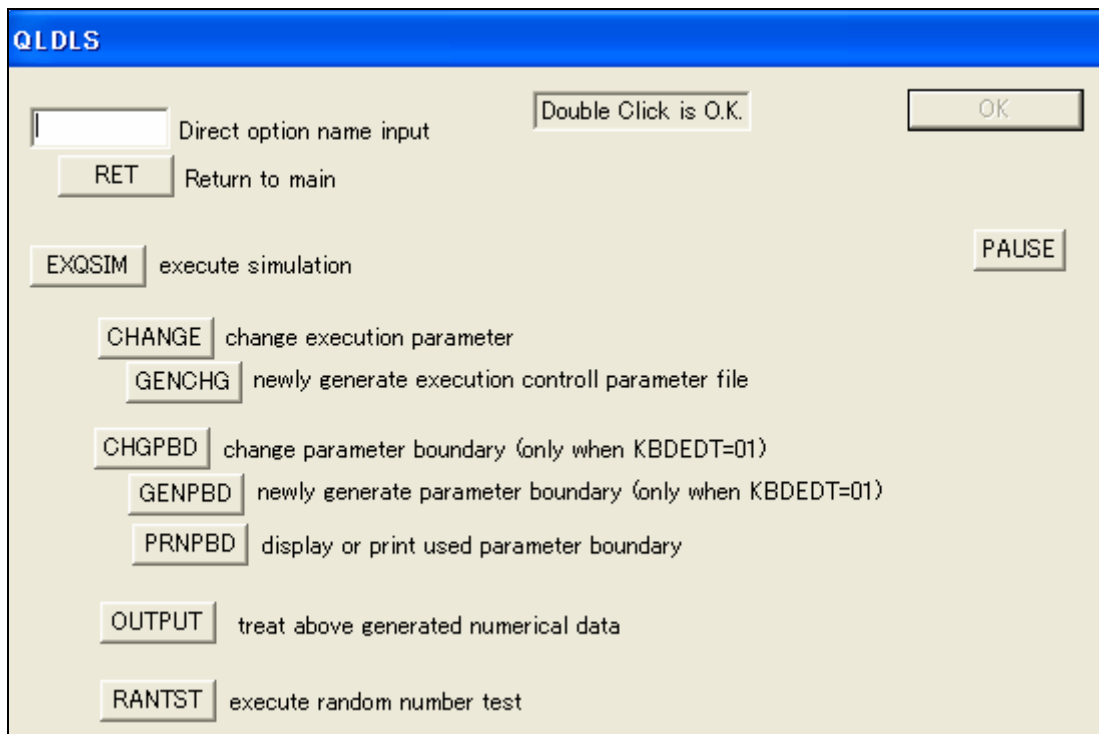 QLDLS
Double Click is O.K.
OK
Direct option name input
RET Return to main
PAUSE
EXQSIM execute simulation
CHANGE change execution parameter
GENCHG newly generate execution controll parameter file
CHGPBD change parameter boundary (only when KBDEDT=01)
GENPBD newly generate parameter boundary (only when KBDEDT=01)
PRNPBD display or print used parameter boundary
OUTPUT treat above generated numerical data
RANTST execute random number test